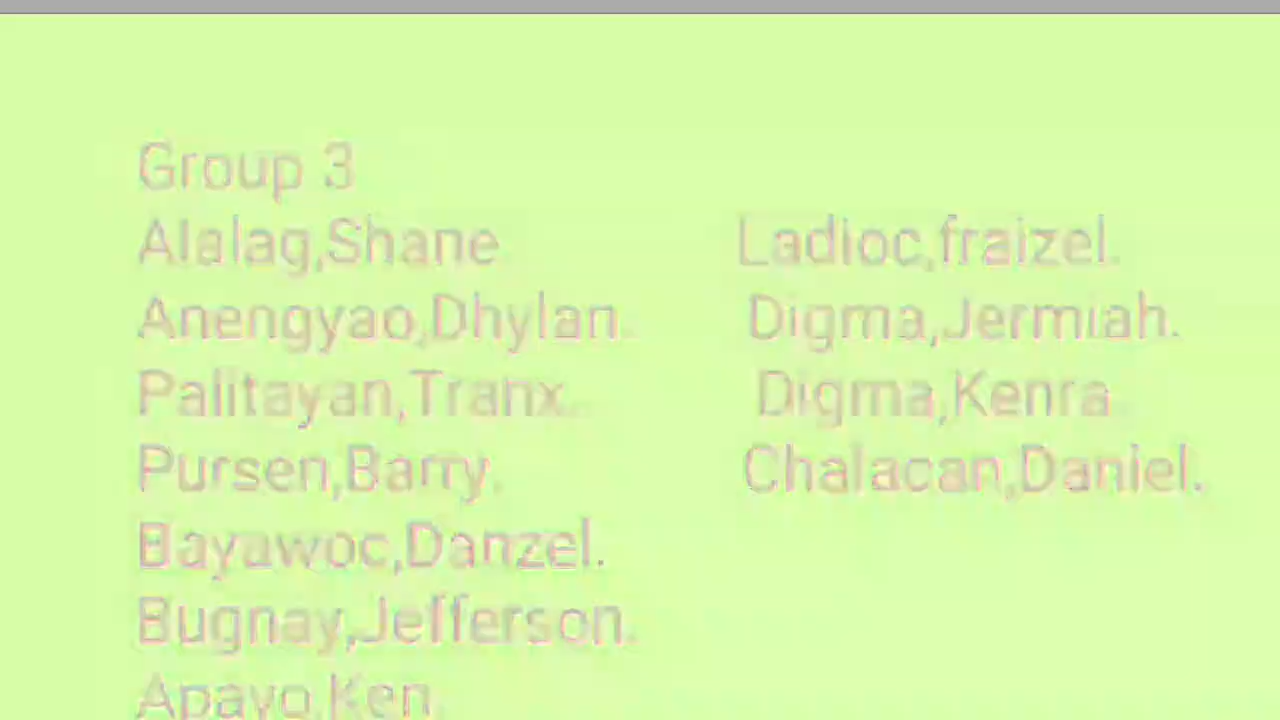 Group 3
Alalag,Shane
Anengyao,Dhylan.
Palitayan,Tranx.
Pursen,Barry.
Bayawoc,Danzel.
Bugnay,Jefferson.
Apayo,Ken.
Ladioc,fraizel.
Digma,Jermiah.
Digma,Kenra.
Chalacan,Daniel.